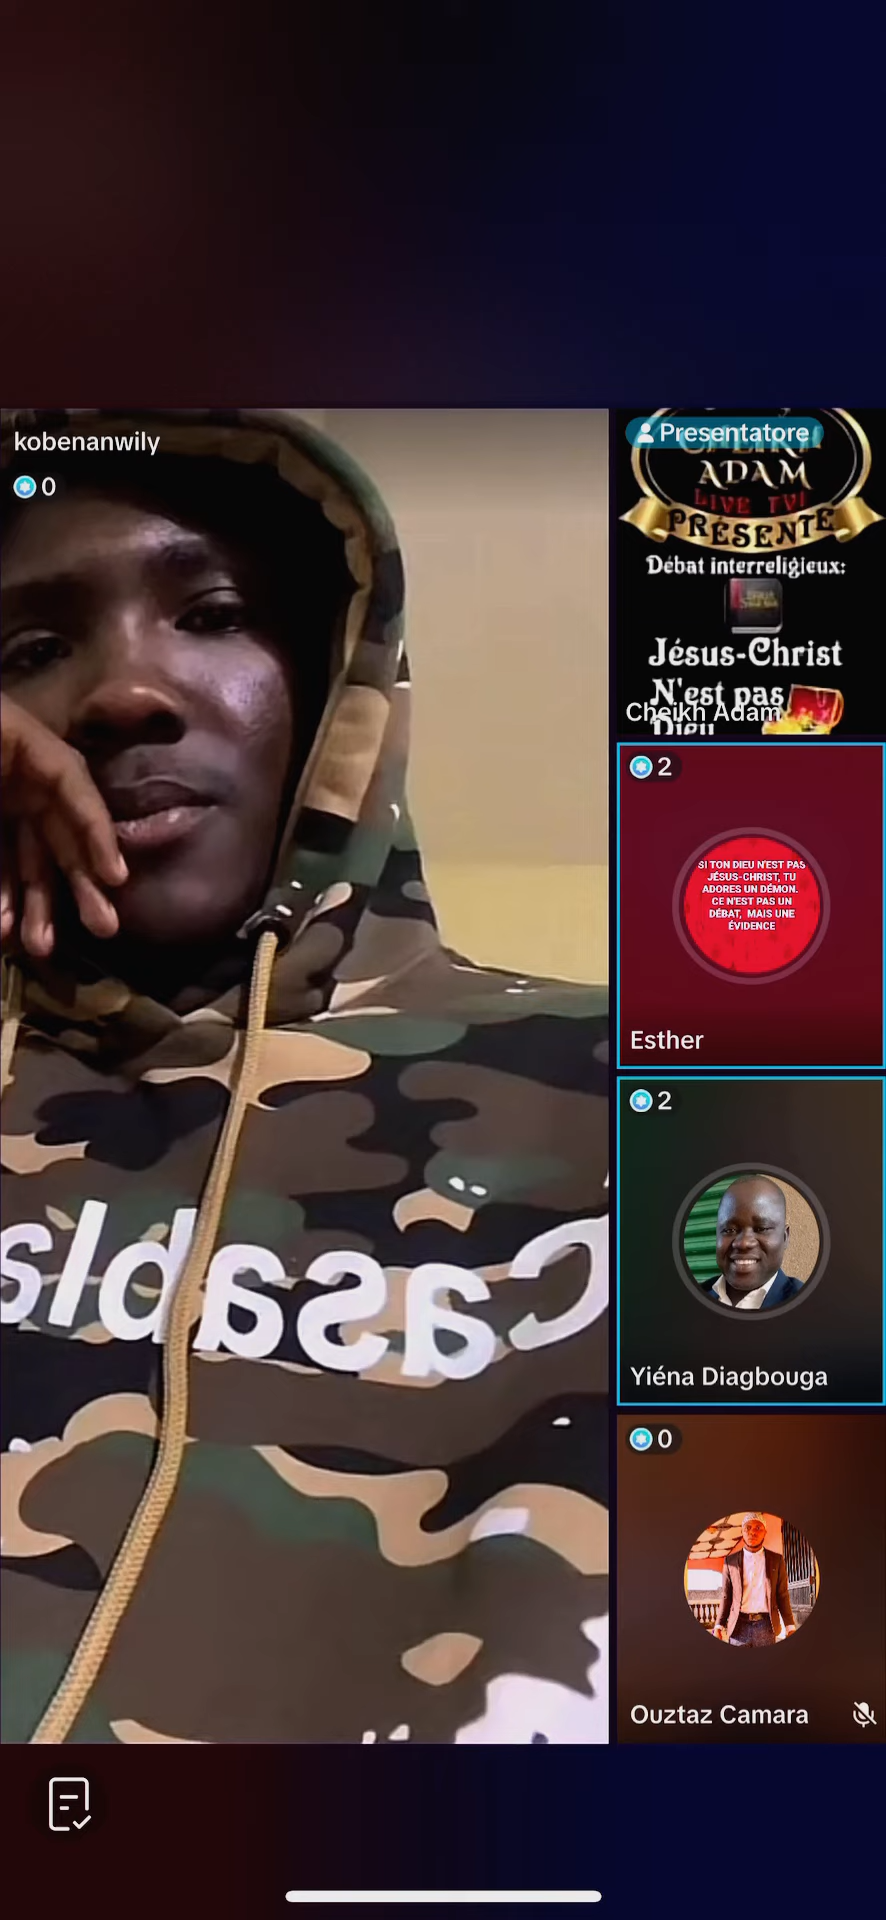 kobenanwily
0
Presentatore
ADAM
LIVE TV
PRÉSENTE
Débat interreligieux:
Jésus-Christ
N'est pas
Dieu
Cheikh Adam
2
SI TON DIEU N'EST PAS
JÉSUS-CHRIST, TU
ADORES UN DÉMON.
CE N'EST PAS UN
DÉBAT, MAIS UNE
ÉVIDENCE
Esther
2
Yiéna Diagbouga
0
Ouztaz Camara
Casabla